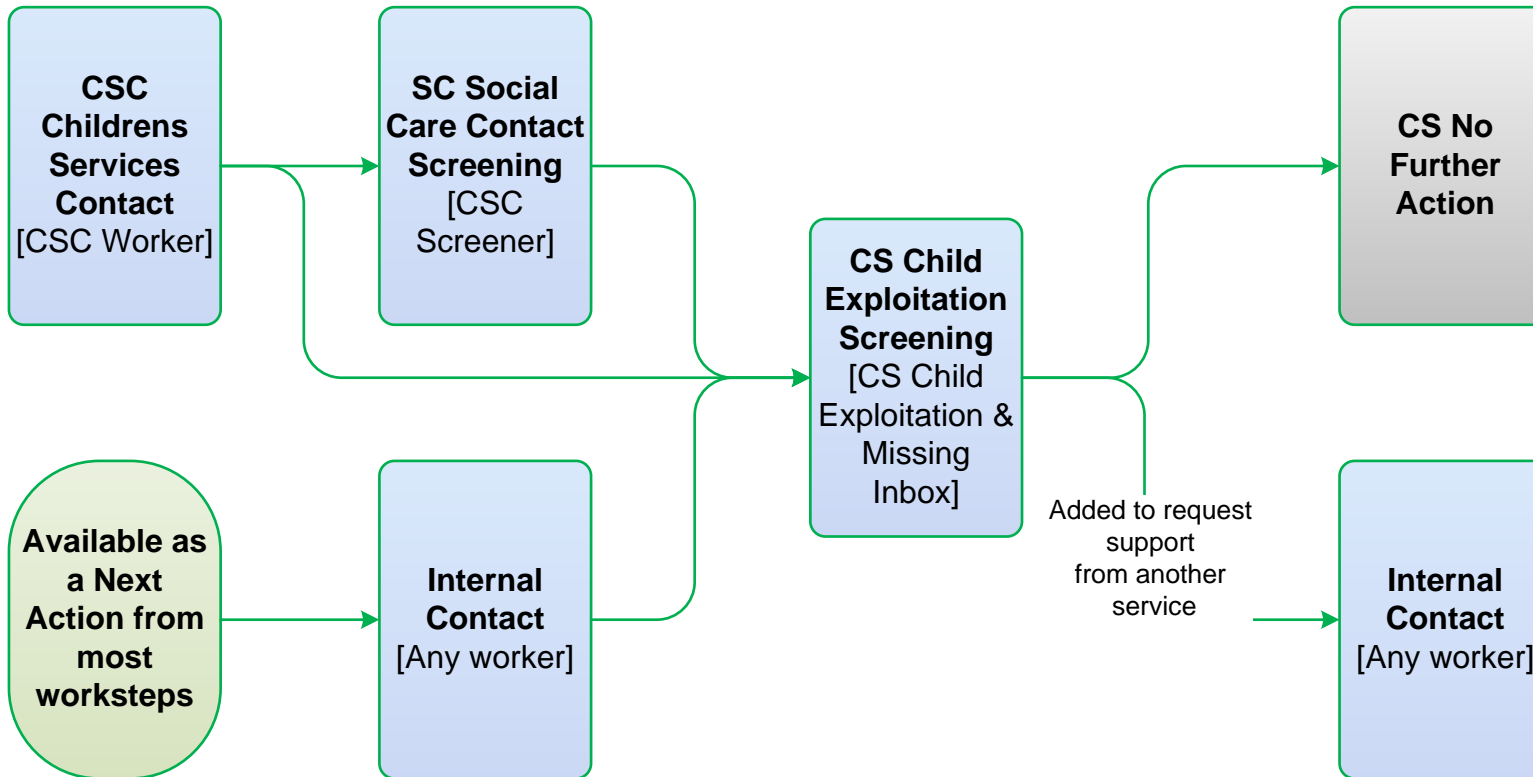 CSC
Childrens
Services
Contact
[CSC Worker]
SC Social
Care Contact
Screening
[CSC
Screener]
CS No
Further
Action
CS Child
Exploitation
Screening
[CS Child
Exploitation &
Missing
Inbox]
Available as
a Next
Action from
most
worksteps
Internal
Contact
[Any worker]
Added to request
support
from another
service
Internal
Contact
[Any worker]